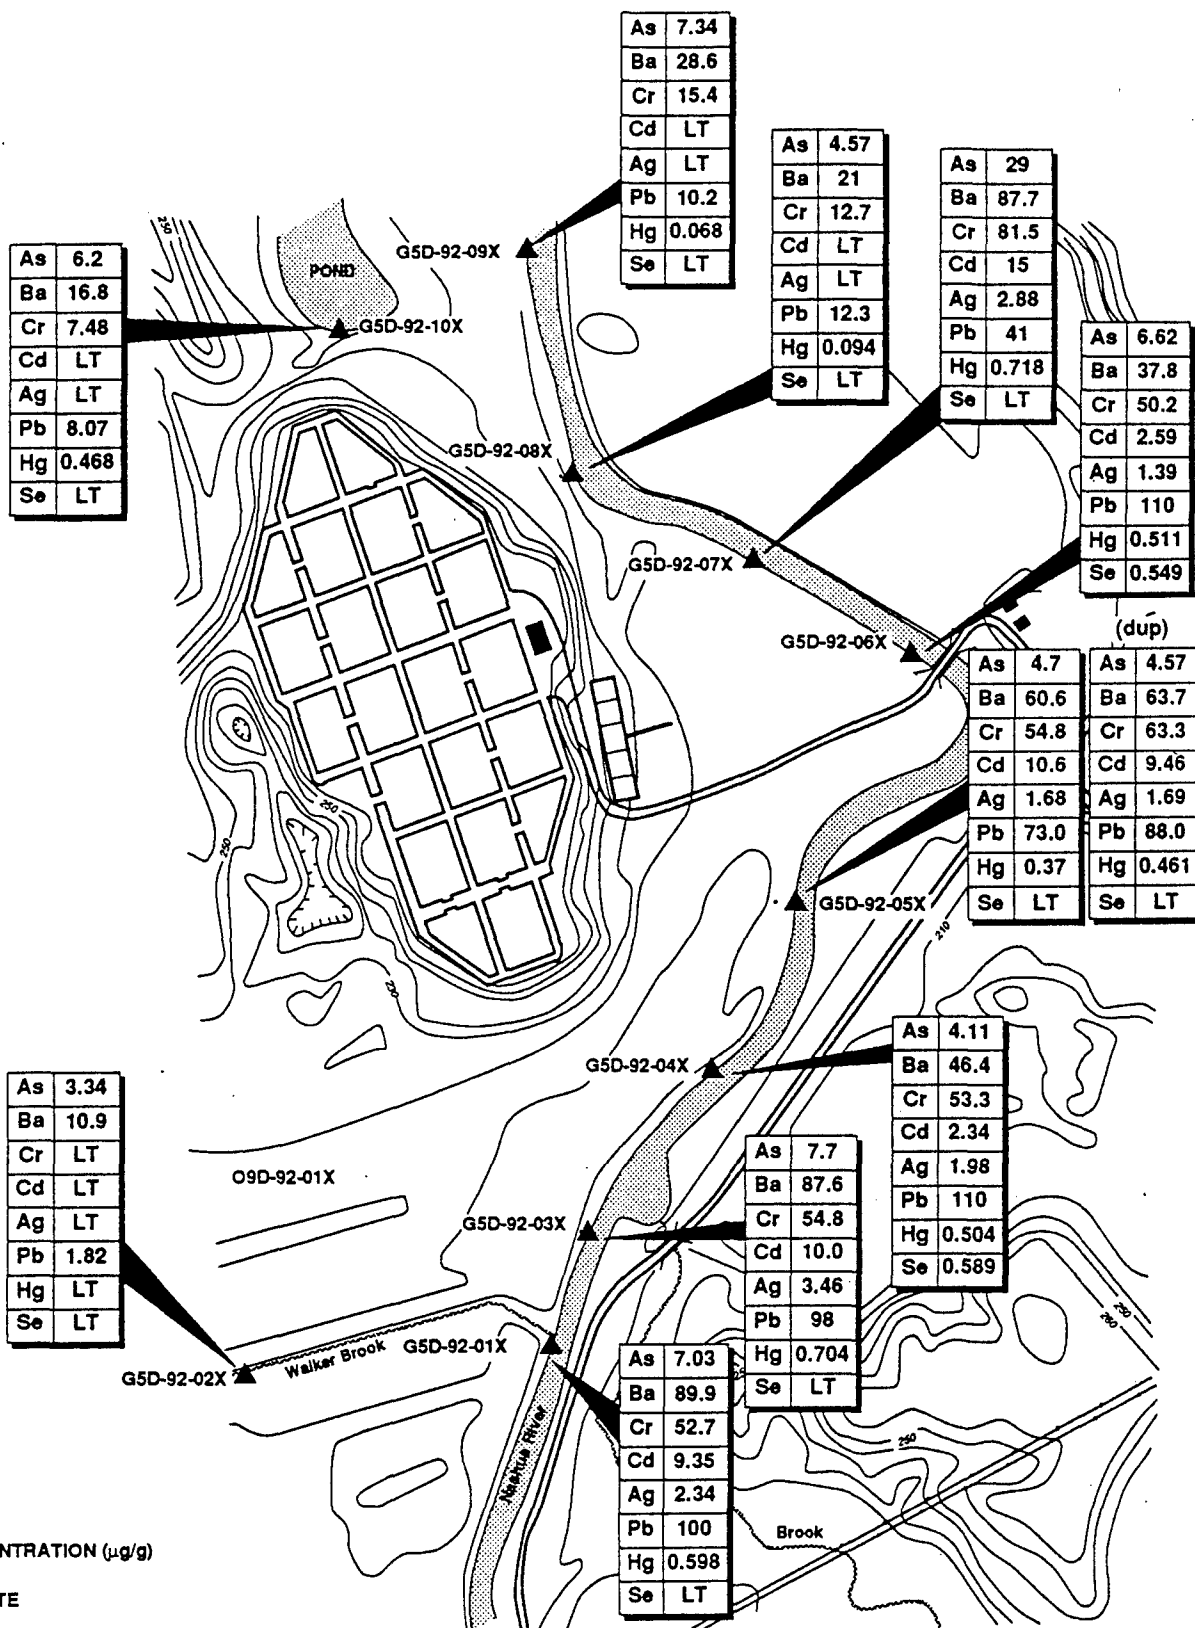 As 7.34
Ba 28.6
Cr 15.4
Cd LT
Ag LT
Pb 10.2
Hg 0.068
Se LT
As 4.57
Ba 21
Cr 12.7
Cd LT
Ag LT
Pb 12.3
Hg 0.094
Se LT
As 29
Ba 87.7
Cr 81.5
Cd 15
Ag 2.88
Pb 41
Hg 0.718
Se LT
As 6.2
Ba 16.8
Cr 7.48
Cd LT
Ag LT
Pb 8.07
Hg 0.468
Se LT
250
POND
G5D-92-09X
G5D-92-10X
As 6.62
Ba 37.8
Cr 50.2
Cd 2.59
Ag 1.39
Pb 110
Hg 0.511
Se 0.549
G5D-92-08X
G5D-92-07X
G5D-92-06X
(dup)
As 4.7
Ba 60.6
Cr 54.8
Cd 10.6
Ag 1.68
Pb 73.0
Hg 0.37
Se LT
As 4.57
Ba 63.7
Cr 63.3
Cd 9.46
Ag 1.69
Pb 88.0
Hg 0.461
Se LT
250
250
G5D-92-05X
210
230
As 4.11
Ba 46.4
Cr 53.3
Cd 2.34
Ag 1.98
Pb 110
Hg 0.504
Se 0.589
G5D-92-04X
As 3.34
Ba 10.9
Cr LT
Cd LT
Ag LT
Pb 1.82
Hg LT
Se LT
O9D-92-01X
As 7.7
Ba 87.6
Cr 54.8
Cd 10.0
Ag 3.46
Pb 98
Hg 0.704
Se LT
G5D-92-03X
250
260
G5D-92-01X
Walker Brook
G5D-92-02X
As 7.03
Ba 89.9
Cr 52.7
Cd 9.35
Ag 2.34
Pb 100
Hg 0.598
Se LT
250
Nashua River
Brook
NTRATION (µg/g)
TE